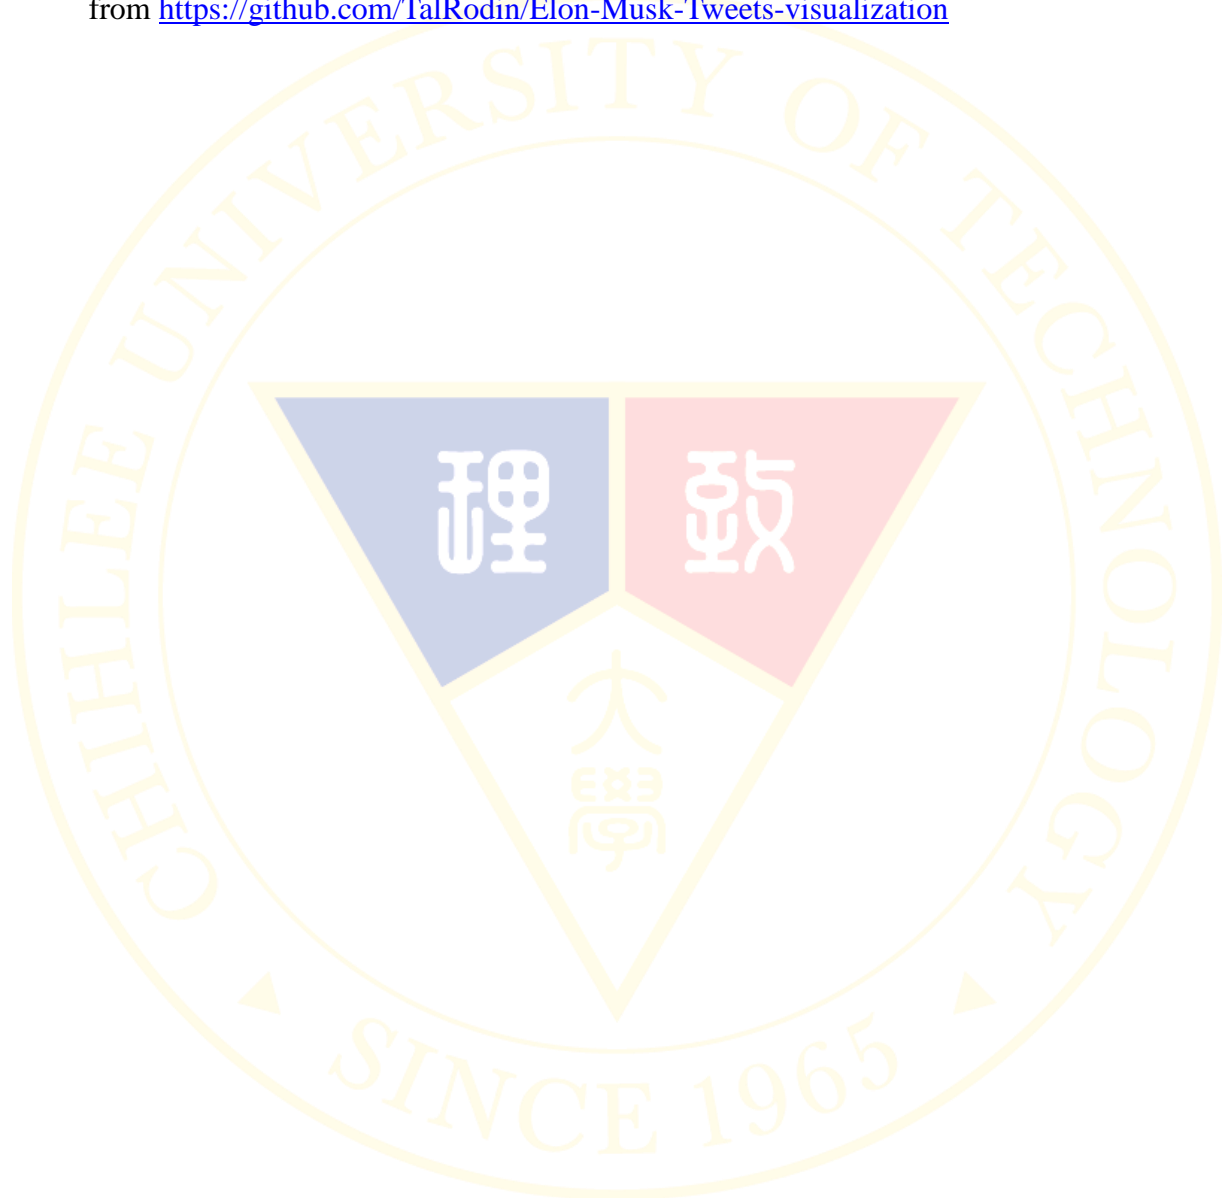 from https://github.com/TalRodin/Elon-Musk-Tweets-visualization
CHIHLEE UNIVERSITY OF TECHNOLOGY
理 致
大
學
SINCE 1965